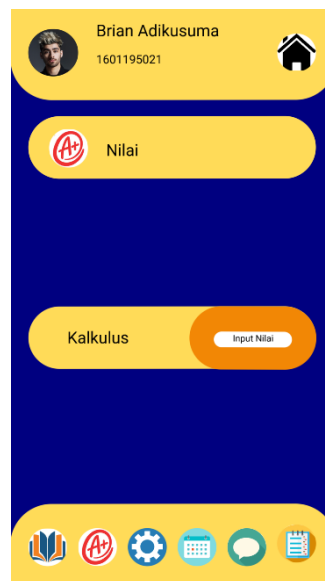 Brian Adikusuma
1601195021
A+
Nilai
Kalkulus
Input Nilai
A+